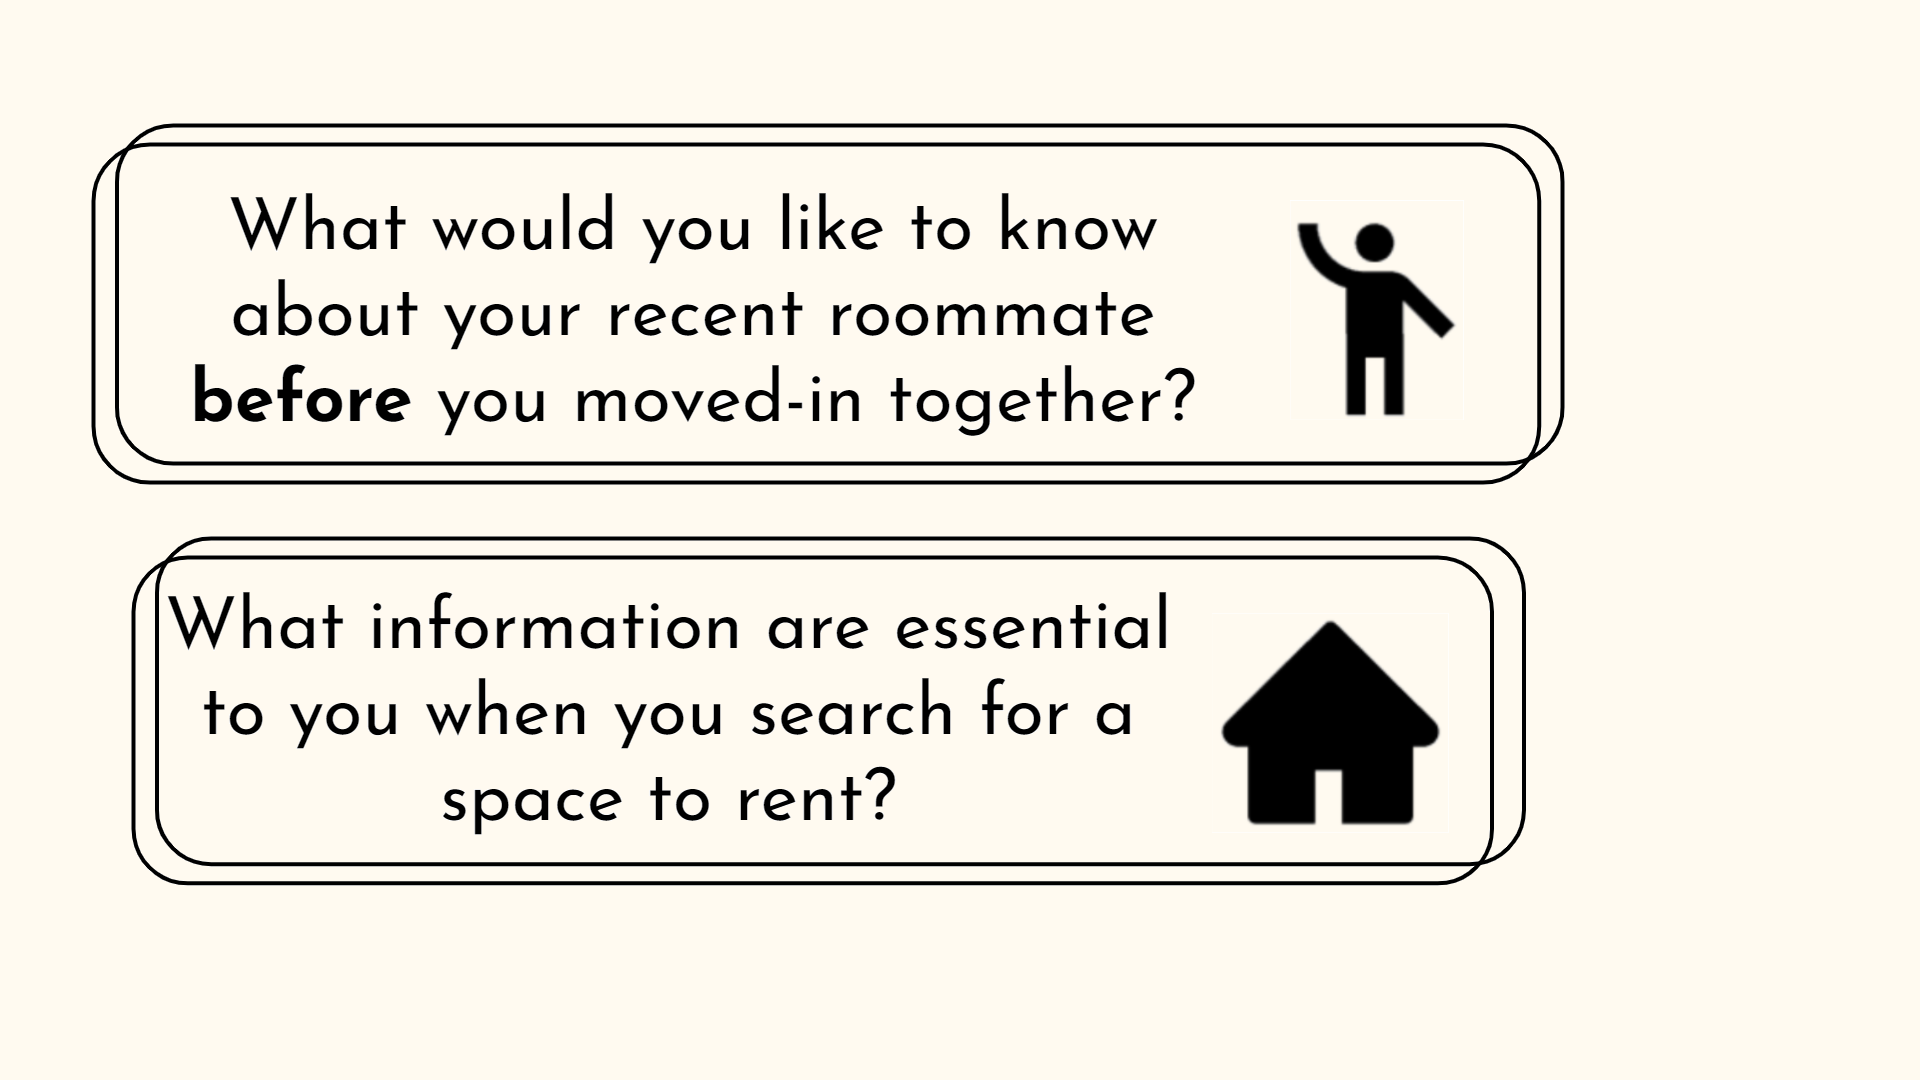 What would you like to know
about your recent roommate
before you moved-in together?
What information are essential
to you when you search for a
space to rent?